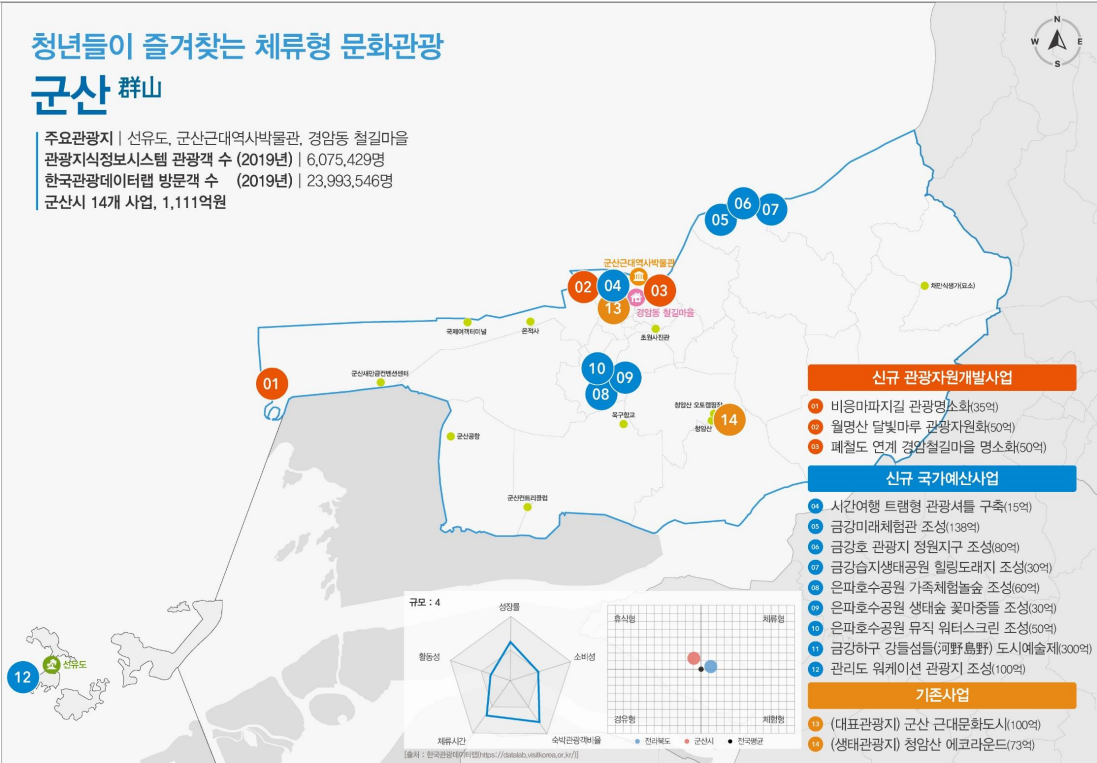 청년들이 즐겨찾는 체류형 문화관광
군산 群山
주요관광지 | 선유도, 군산근대역사박물관, 경암동 철길마을
관광지식정보시스템 관광객 수 (2019년) | 6,075,429명
한국관광데이터랩 방문객 수 (2019년) | 23,993,546명
군산시 14개 사업, 1,111억원
N
W E
S
06
05 07
군산근대역사박물관
02 04 03
13 경암동 철길마을
채만식생가(묘소)
국제여객터미널
은적사
초원사진관
01
군산새만금컨벤션센터
10
09
08
옥구향교
청암산 오토캠핑장
청암산
14
군산공항
군산컨트리클럽
12
선유도
신규 관광자원개발사업
01 비응마파지길 관광명소화(35억)
02 월명산 달빛마루 관광자원화(50억)
03 폐철도 연계 경암철길마을 명소화(50억)
신규 국가예산사업
04 시간여행 트램형 관광셔틀 구축(15억)
05 금강미래체험관 조성(138억)
06 금강호 관광지 정원지구 조성(80억)
07 금강습지생태공원 힐링도래지 조성(30억)
08 은파호수공원 가족체험놀숲 조성(60억)
09 은파호수공원 생태숲 꽃마중뜰 조성(30억)
10 은파호수공원 뮤직 워터스크린 조성(50억)
11 금강하구 강들섬들(河野島野) 도시예술제(300억)
12 관리도 워케이션 관광지 조성(100억)
기존사업
13 (대표관광지) 군산 근대문화도시(100억)
14 (생태관광지) 청암산 에코라운드(73억)
규모 : 4
성장률
활동성
소비성
체류시간
숙박관광객비율
휴식형
체류형
경유형
체험형
전라북도 군산시 전국평균
[출처 : 한국관광데이터랩(https://datalab.visitkorea.or.kr/)]